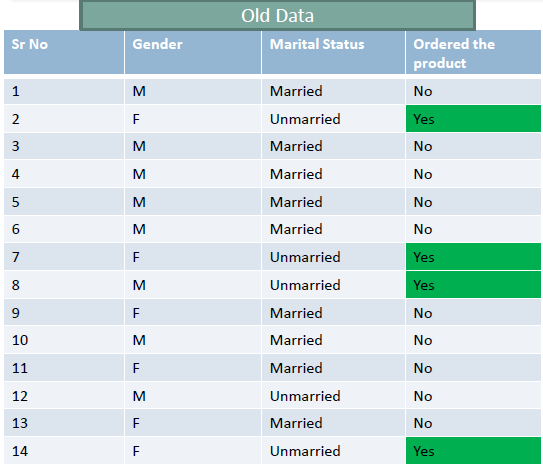 Old Data
Sr No Gender Marital Status Ordered the
product
1 M Married No
2 F Unmarried Yes
3 M Married No
4 M Married No
5 M Married No
6 M Married No
7 F Unmarried Yes
8 M Unmarried Yes
9 F Married No
10 M Married No
11 F Married No
12 M Unmarried No
13 F Married No
14 F Unmarried Yes